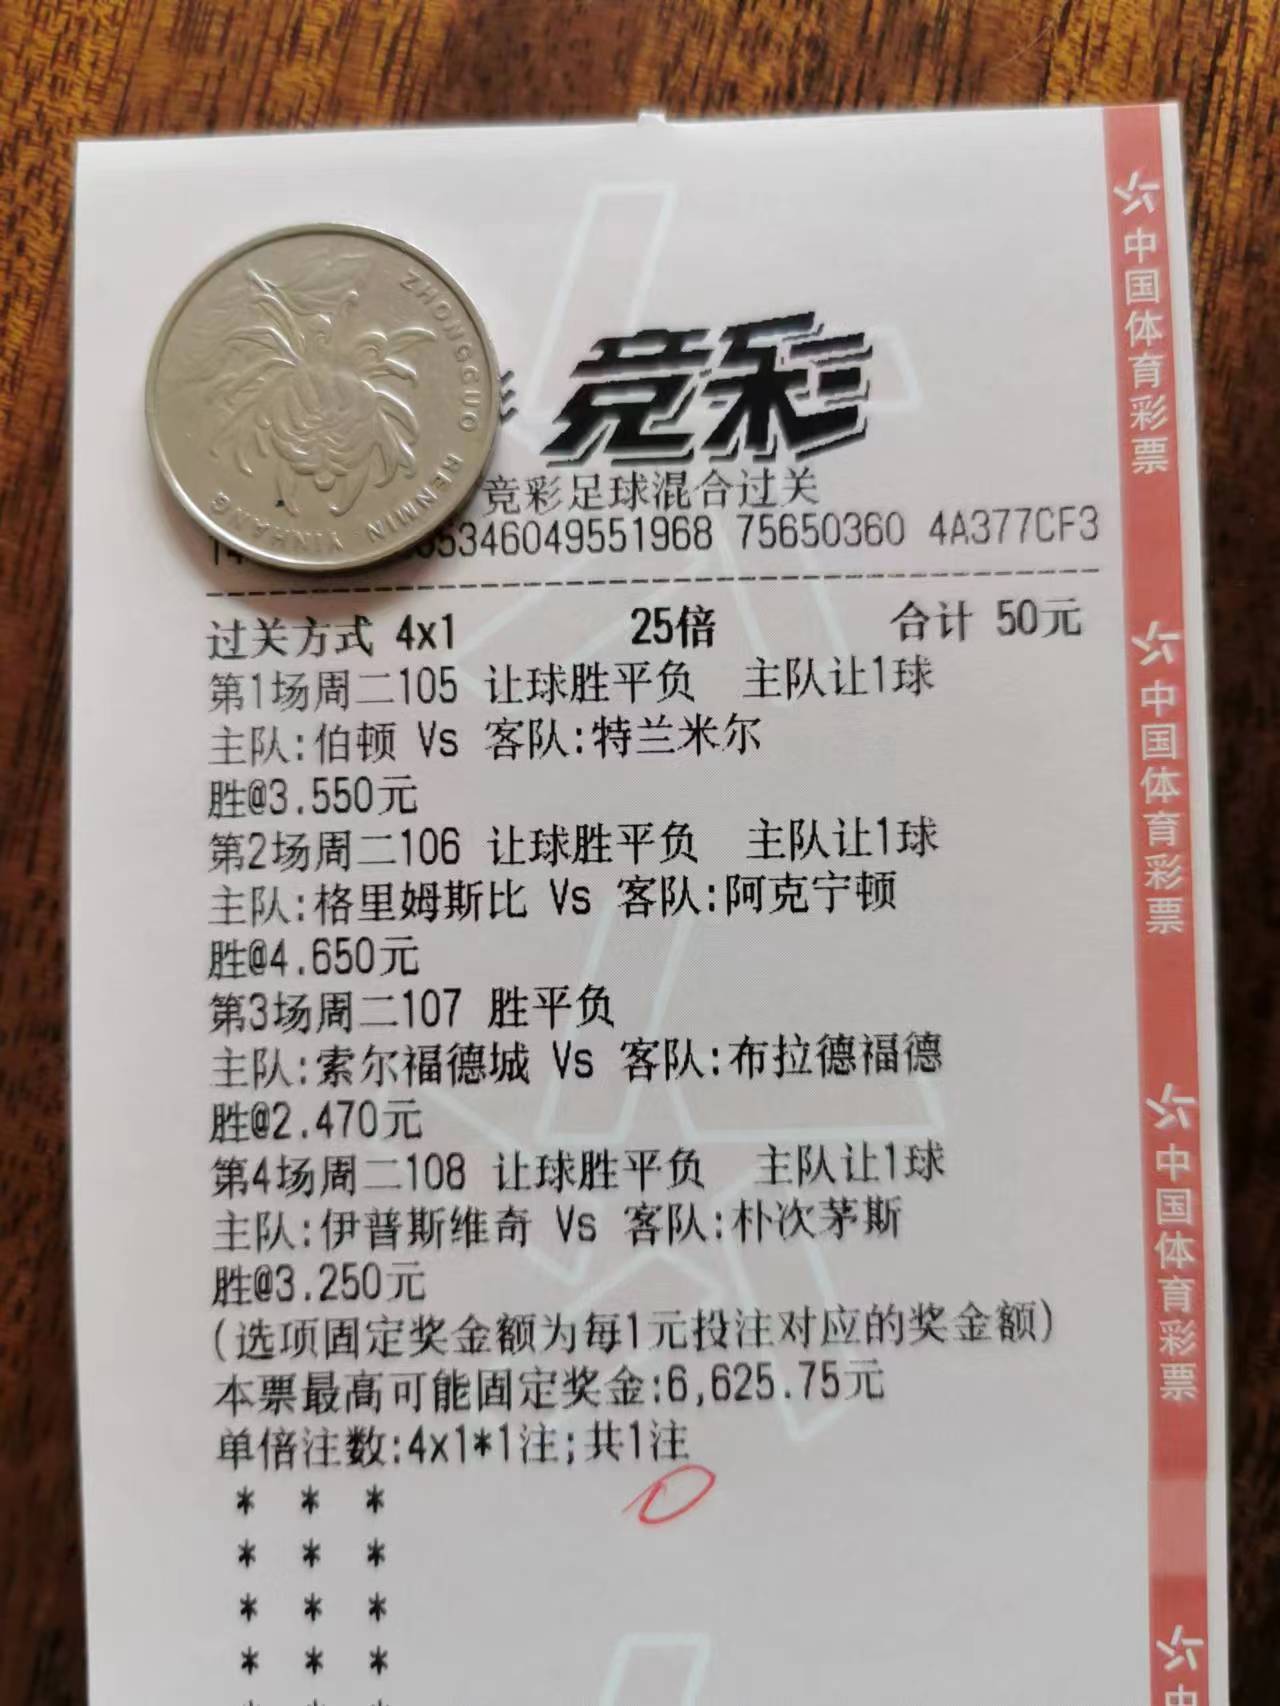 ZHONGGUO RENMIN YINHANG
竞彩
竞彩足球混合过关
5346049551968 75650360 4A377CF3
过关方式 4x1 25倍 合计 50元
第1场周二105 让球胜平负 主队让1球
主队:伯顿 Vs 客队:特兰米尔
胜@3.550元
第2场周二106 让球胜平负 主队让1球
主队:格里姆斯比 Vs 客队:阿克宁顿
胜@4.650元
第3场周二107 胜平负
主队:索尔福德城 Vs 客队:布拉德福德
胜@2.470元
第4场周二108 让球胜平负 主队让1球
主队:伊普斯维奇 Vs 客队:朴次茅斯
胜@3.250元
(选项固定奖金额为每1元投注对应的奖金额)
本票最高可能固定奖金:6,625.75元
单倍注数:4x1*1注;共1注
* * *
* * *
* * *
* * *
中国体育彩票
中国体育彩票
中国体育彩票
中